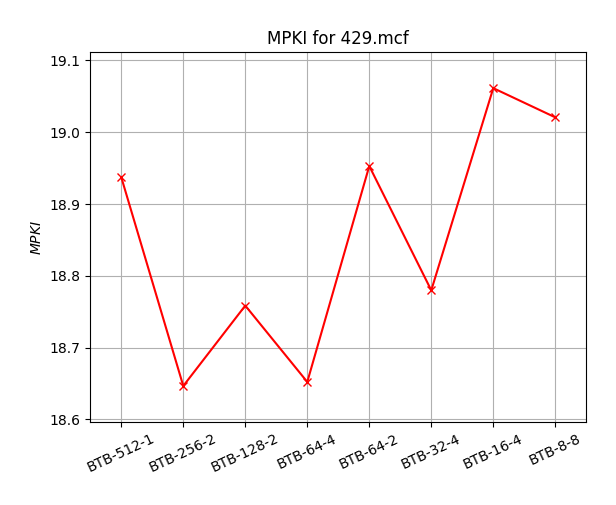 MPKI for 429.mcf
19.1
19.0
18.9
18.8
18.7
18.6
MPKI
BTB-512-1
BTB-256-2
BTB-128-2
BTB-64-4
BTB-64-2
BTB-32-4
BTB-16-4
BTB-8-8